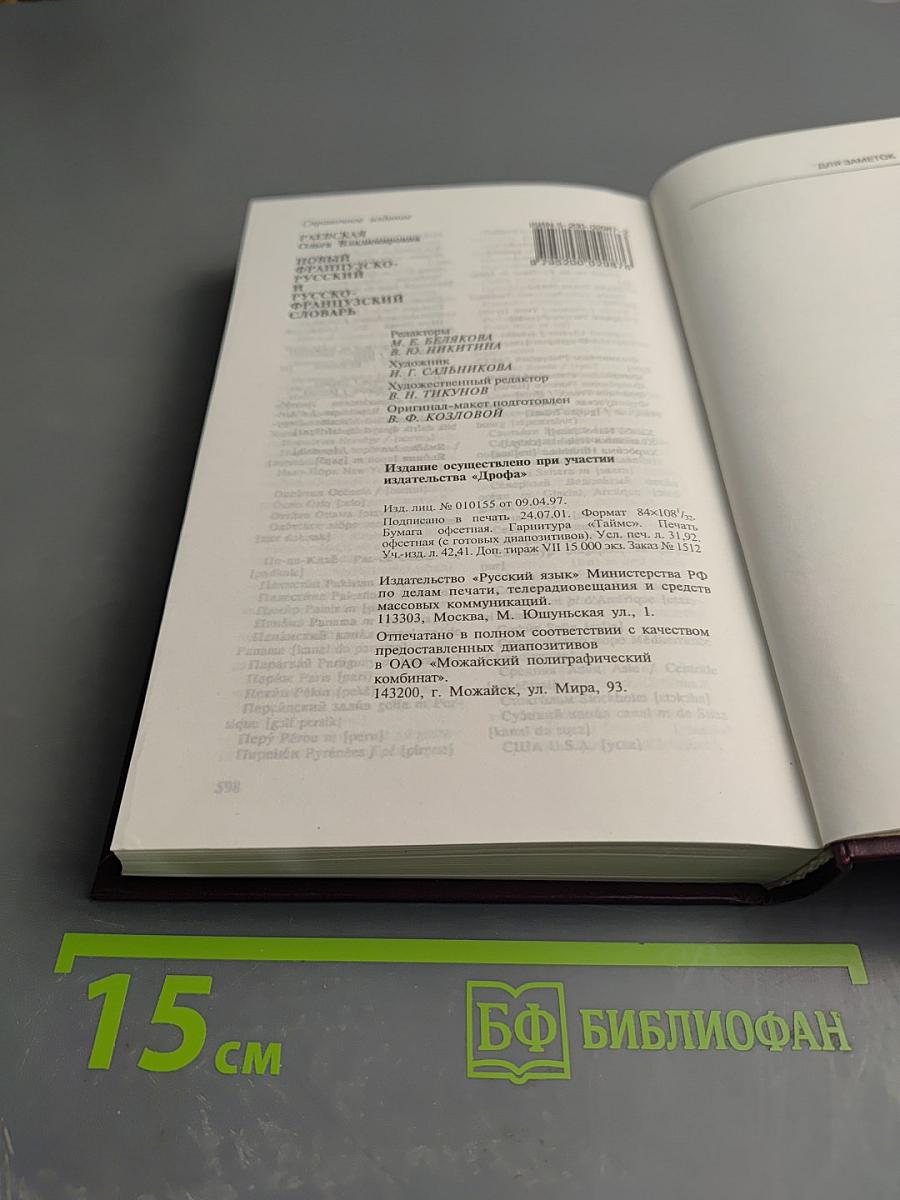 Справочное издание
РАЕВСКАЯ
Ольга Владимировна
НОВЫЙ
ФРАНЦУЗСКО-
РУССКИЙ
И
РУССКО-
ФРАНЦУЗСКИЙ
СЛОВАРЬ
Редакторы
М. Е. БЕЛЯКОВА
В. Ю. НИКИТИНА
Художник
Н. Г. САЛЬНИКОВА
Художественный редактор
В. Н. ТИКУНОВ
Оригинал-макет подготовлен
В. Ф. КОЗЛОВОЙ
Издание осуществлено при участии
издательства «Дрофа»
Изд. лиц. № 010155 от 09.04.97.
Подписано в печать 24.07.01. Формат 84×108¹/₃₂.
Бумага офсетная. Гарнитура «Таймс». Печать
офсетная (с готовых диапозитивов). Усл. печ. л. 31,92.
Уч.-изд. л. 42,41. Доп. тираж VII 15 000 экз. Заказ № 1512
Издательство «Русский язык» Министерства РФ
по делам печати, телерадиовещания и средств
массовых коммуникаций.
113303, Москва, М. Юшуньская ул., 1.
Отпечатано в полном соответствии с качеством
предоставленных диапозитивов
в ОАО «Можайский полиграфический
комбинат».
143200, г. Можайск, ул. Мира, 93.
598
ДЛЯ ЗАМЕТОК
15 см
БФ БИБЛИОФАН